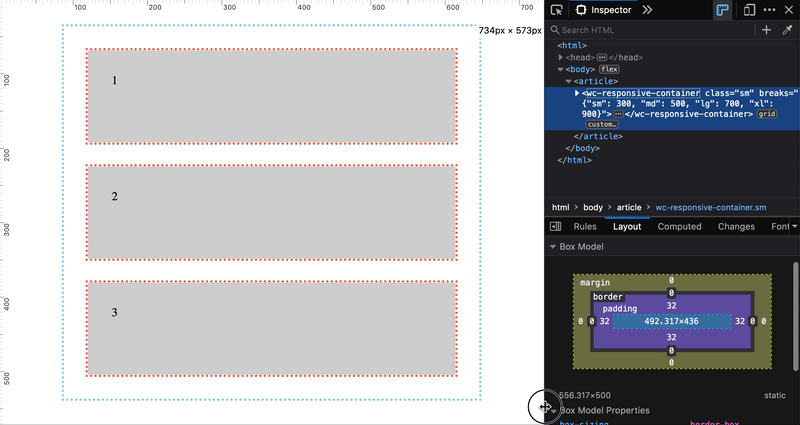 100 200 300 400 500 600 700
734px × 573px
100
200
300
400
500
1
2
3
Inspector
Search HTML
<html>
<head> </head>
<body> flex
<article>
<wc-responsive-container class="sm" breaks=
{"sm": 300, "md": 500, "lg": 700, "xl":
900}"> </wc-responsive-container> grid
custom…
</article>
</body>
</html>
html > body > article > wc-responsive-container.sm
Rules Layout Computed Changes Font
Box Model
margin 0
border 0
padding 32
0 0 32 492.317×436 32 0 0
32
0
0
556.317×500 static
Box Model Properties
box-sizing border-box